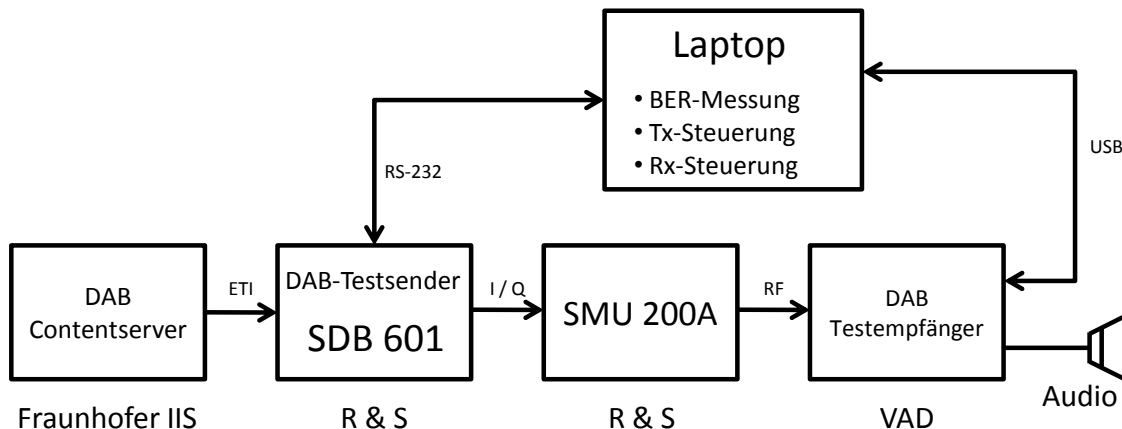 Laptop
• BER-Messung
• Tx-Steuerung
• Rx-Steuerung
RS-232
USB
DAB
Contentserver
ETI
DAB-Testsender
SDB 601
I / Q
SMU 200A
RF
DAB
Testempfänger
Audio
Fraunhofer IIS
R & S
R & S
VAD